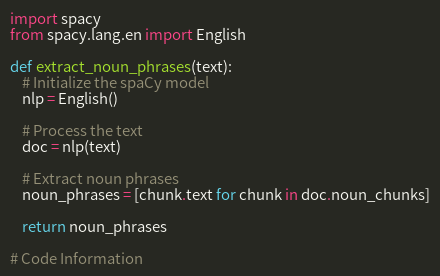 import spacy
from spacy.lang.en import English
def extract_noun_phrases(text):
# Initialize the spaCy model
nlp = English()
# Process the text
doc = nlp(text)
# Extract noun phrases
noun_phrases = [chunk.text for chunk in doc.noun_chunks]
return noun_phrases
# Code Information